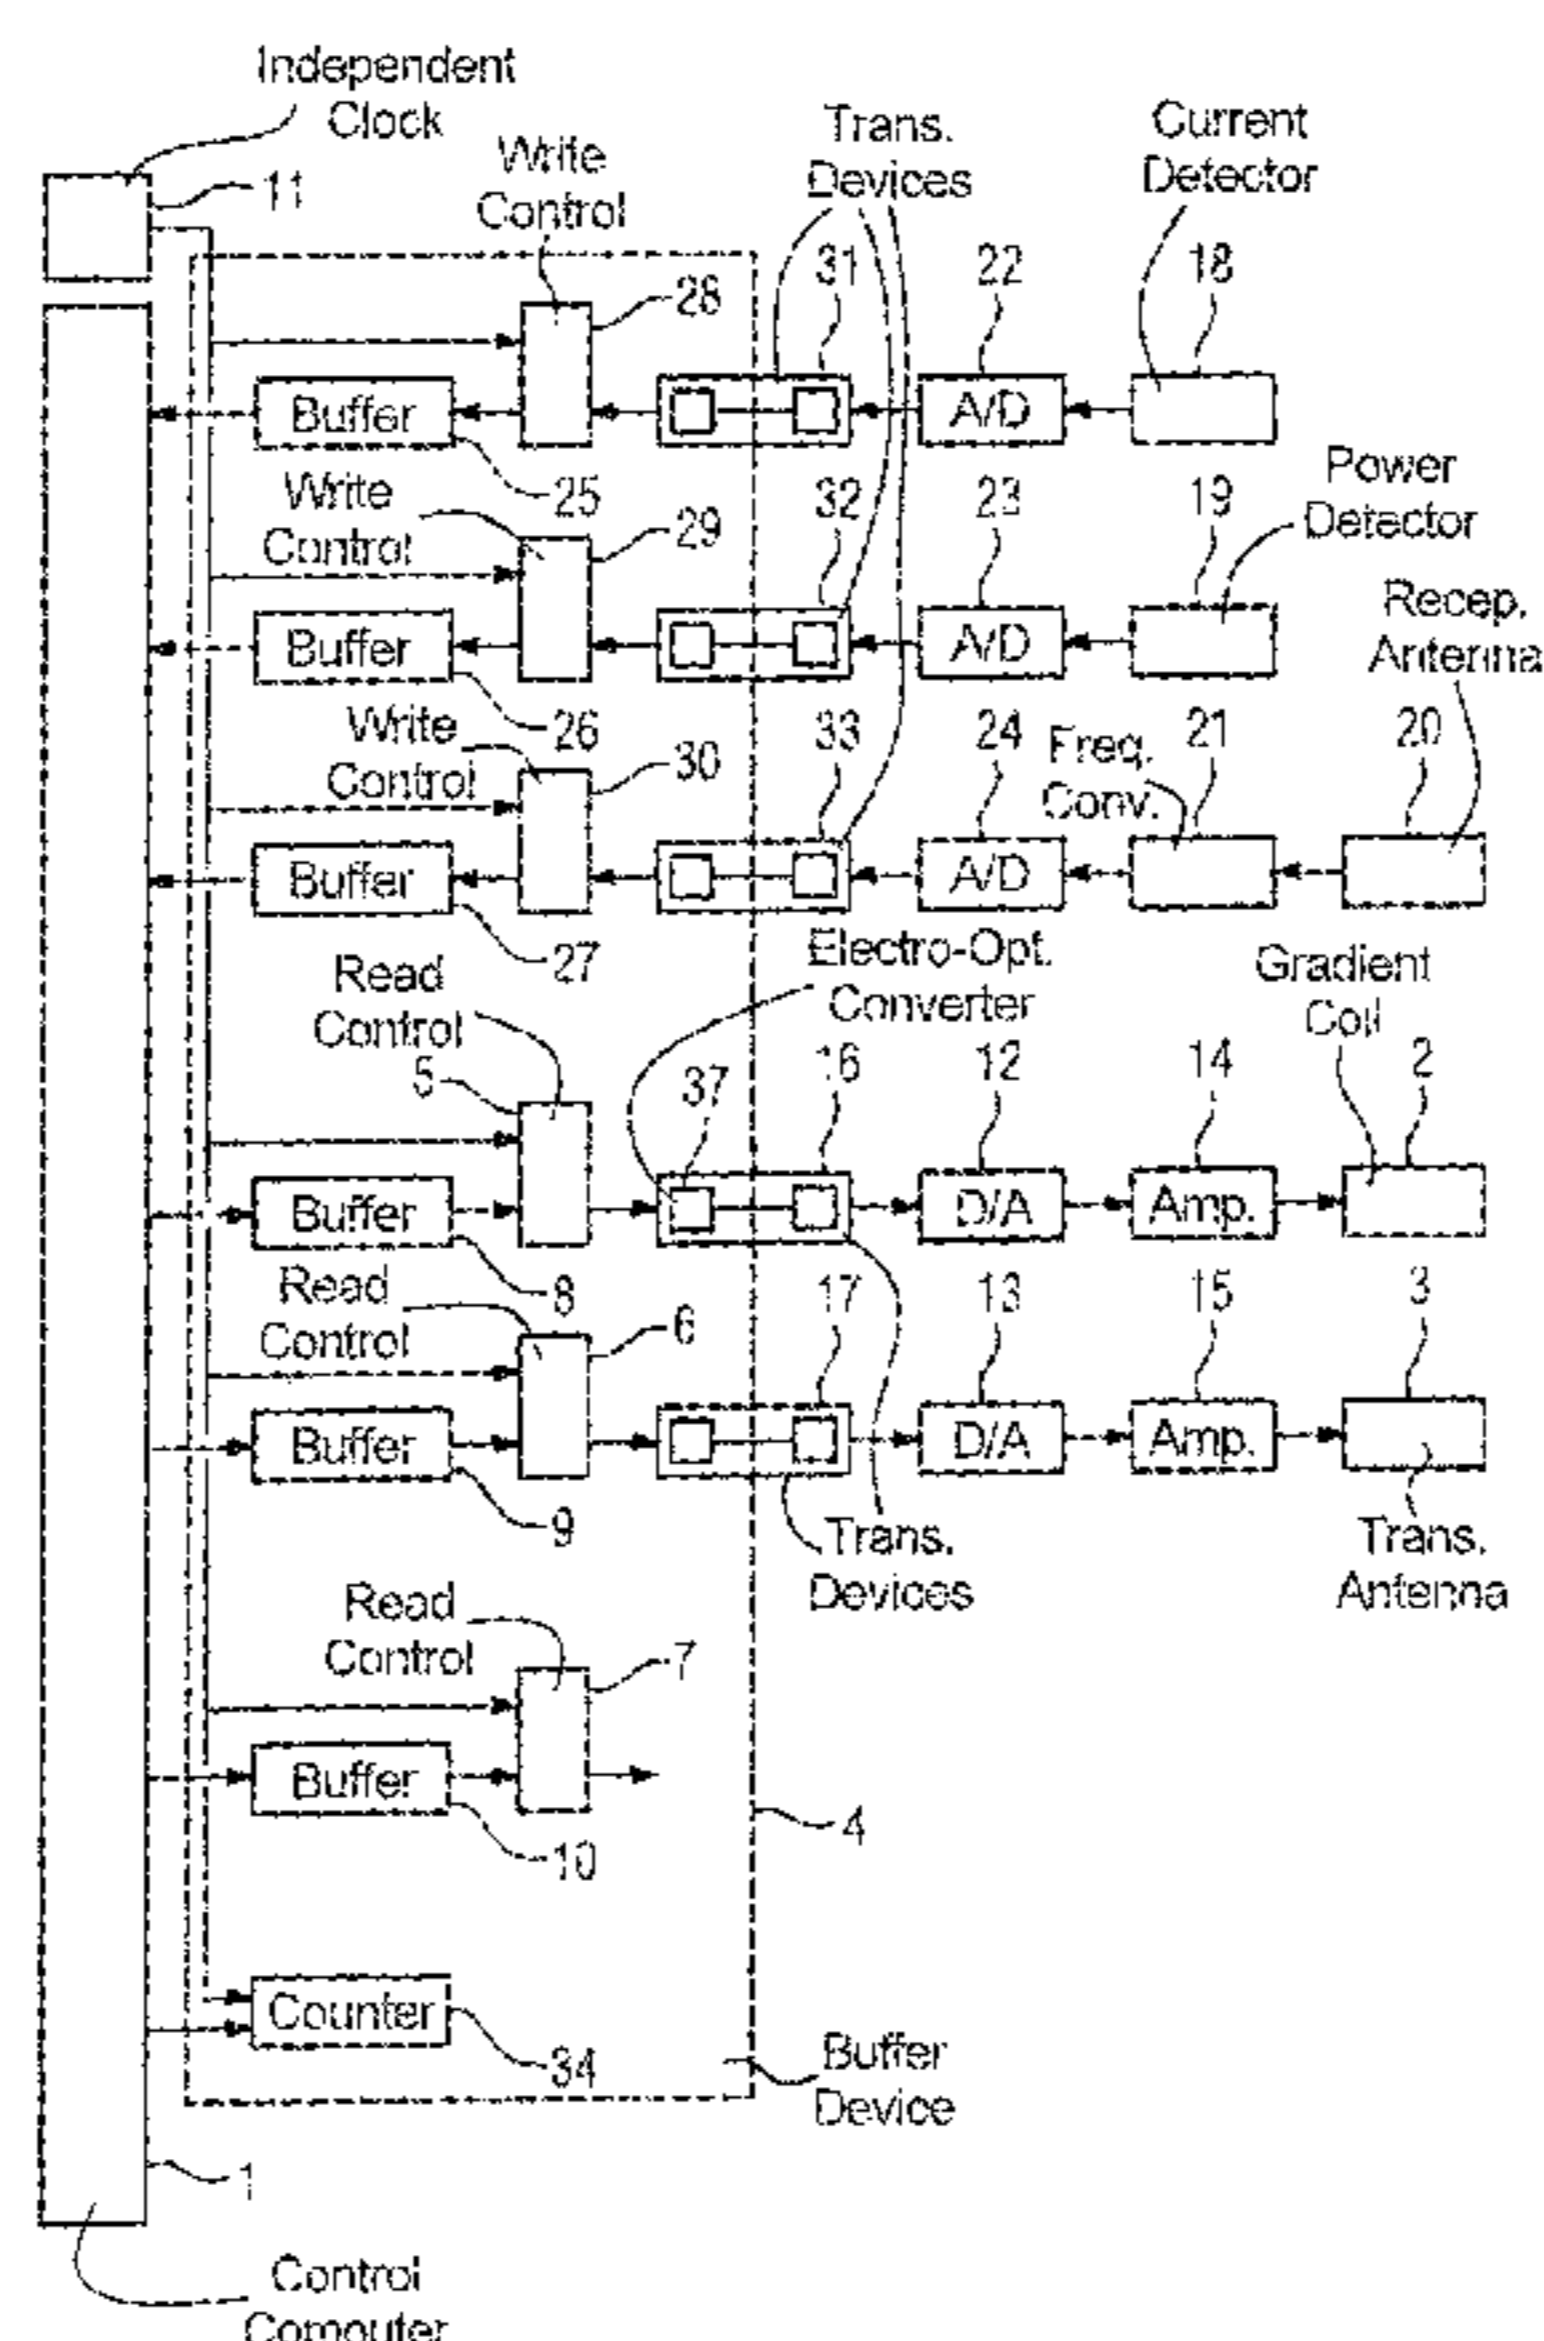 Independent
Clock
11
Write
Control
Trans.
Devices
Current
Detector
28
31
22
18
Buffer
A/D
25
Write
Control
29
32
23
19
Power
Detector
Buffer
A/D
26
Recep.
Antenna
Write
Control
30
33
24
Freq.
Conv.
21
20
Buffer
A/D
27
Electro-Opt.
Converter
Gradient
Coil
Read
Control
5
37
16
12
14
2
Buffer
D/A
Amp.
8
Read
Control
6
17
13
15
3
Buffer
D/A
Amp.
9
Trans.
Devices
Trans.
Antenna
Read
Control
7
Buffer
4
10
Counter
34
Buffer
Device
1
Control
Computer